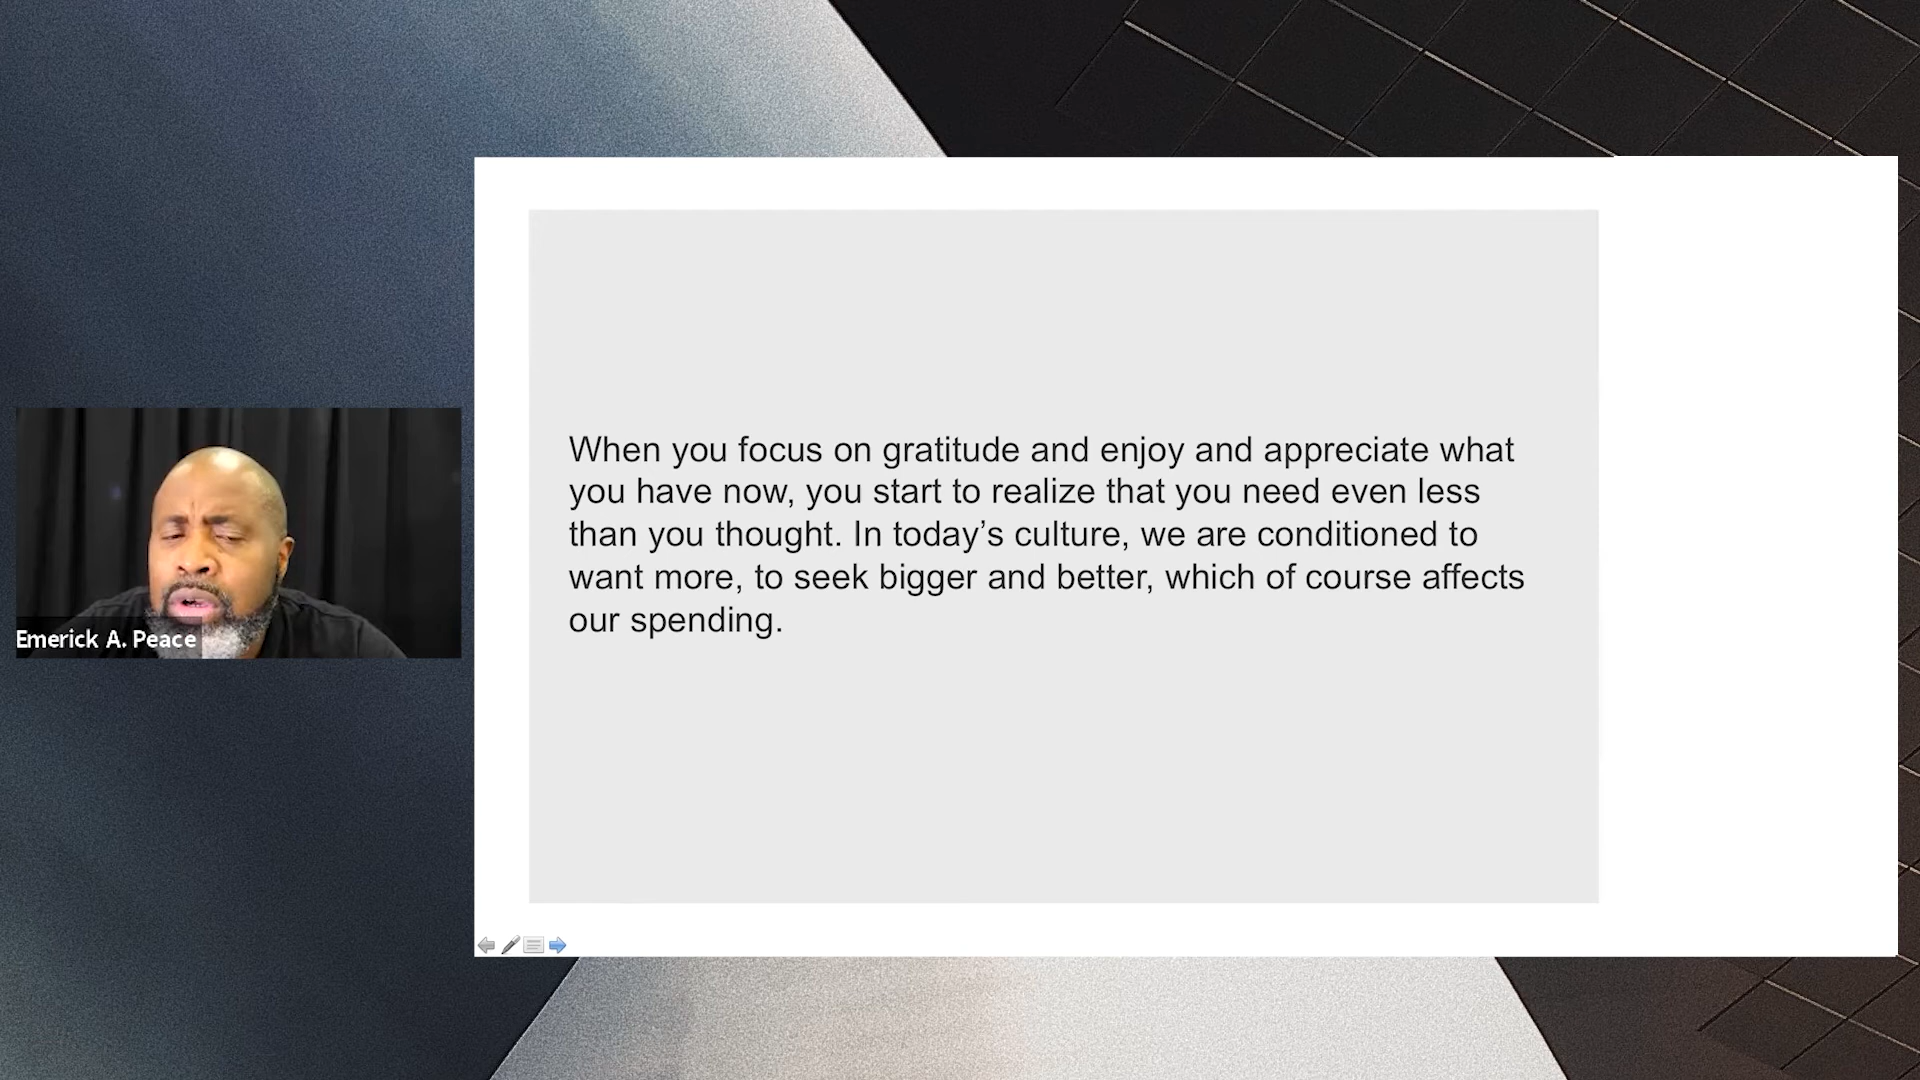 When you focus on gratitude and enjoy and appreciate what
you have now, you start to realize that you need even less
than you thought. In today’s culture, we are conditioned to
want more, to seek bigger and better, which of course affects
our spending.
Emerick A. Peace